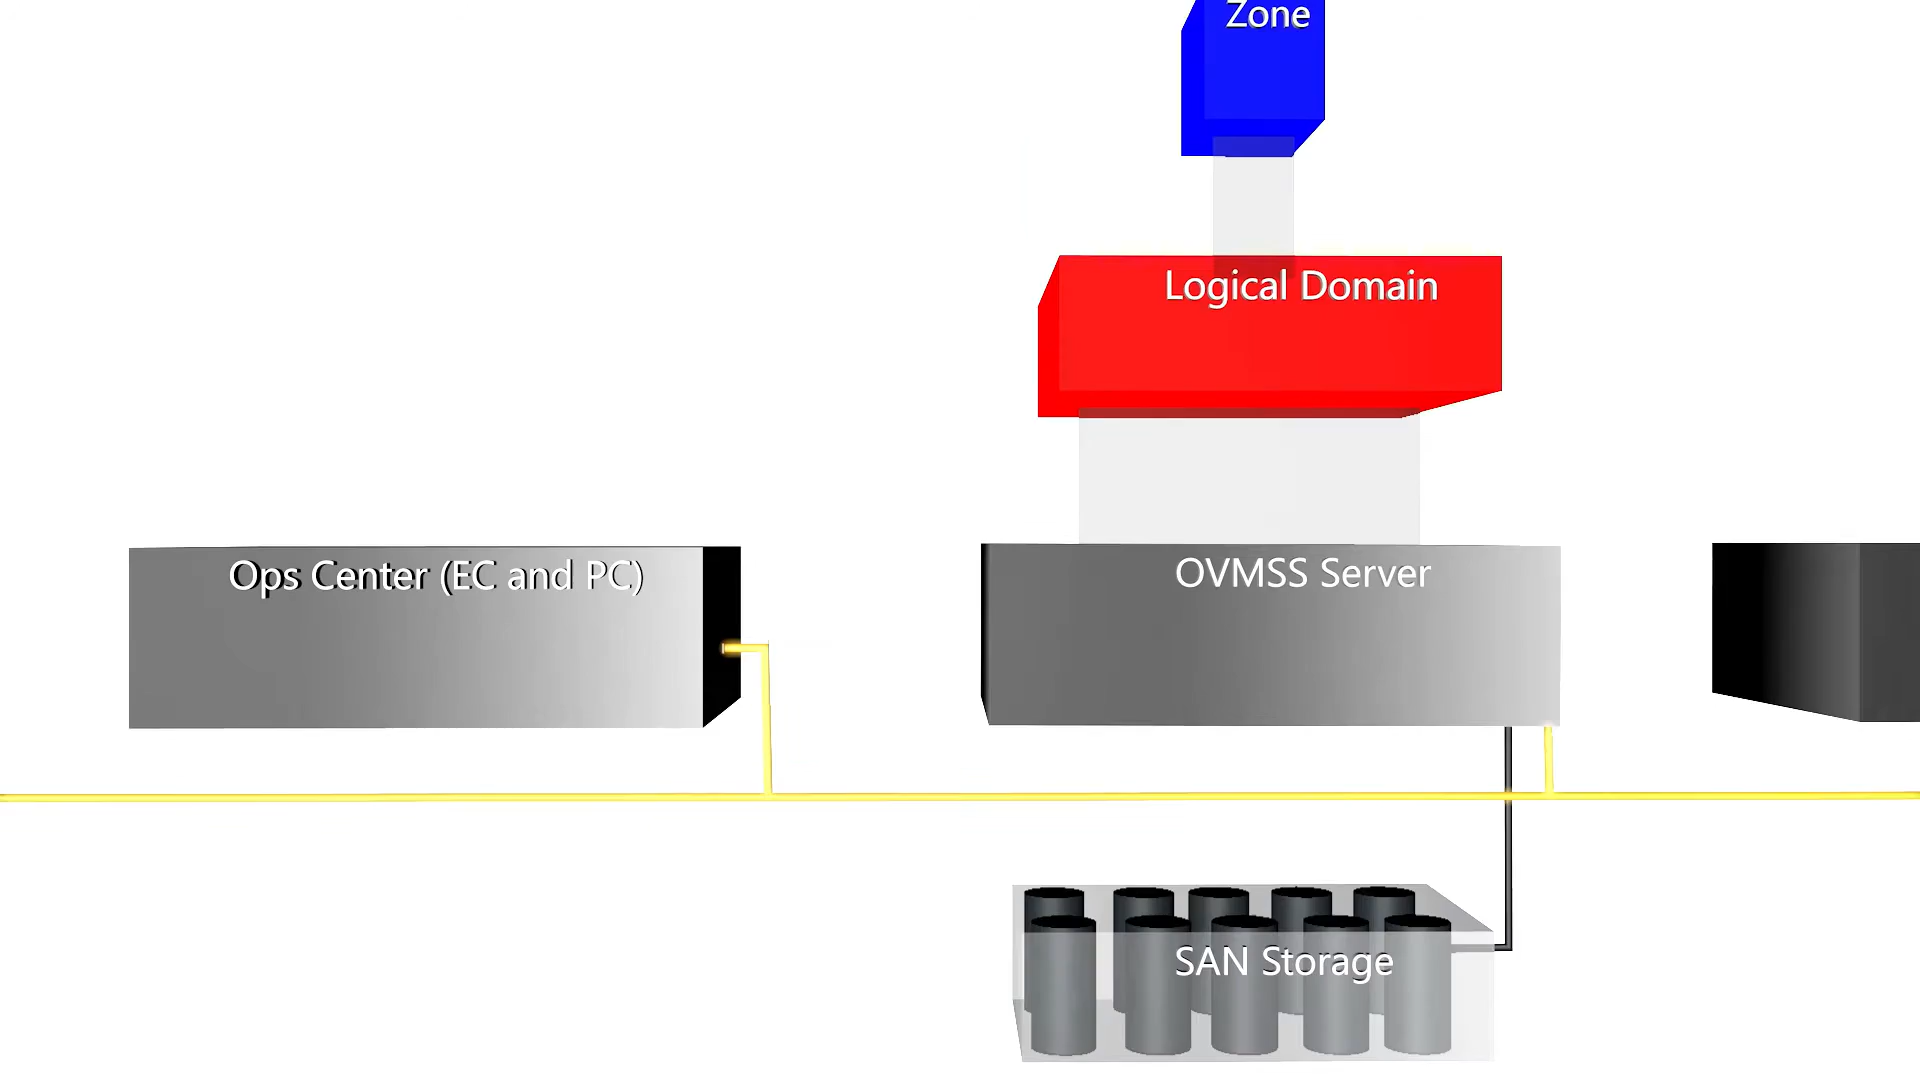 Zone
Logical Domain
Ops Center (EC and PC)
OVMSS Server
SAN Storage